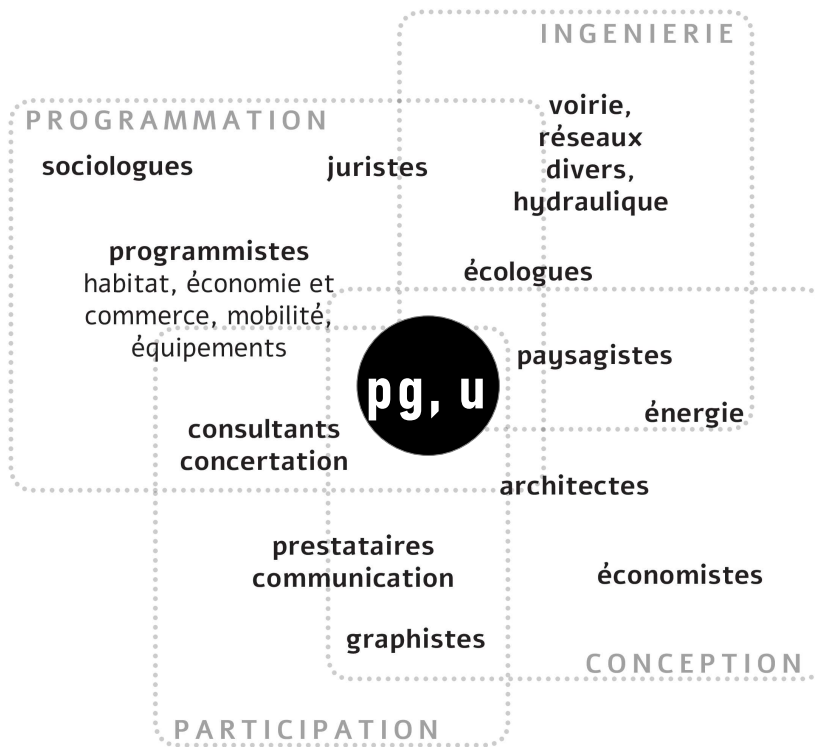 INGENIERIE
voirie,
réseaux
divers,
hydraulique
PROGRAMMATION
sociologues
juristes
programmistes
habitat, économie et
commerce, mobilité,
équipements
écologues
paysagistes
pg, u
énergie
consultants
concertation
architectes
prestataires
communication
économistes
graphistes
CONCEPTION
PARTICIPATION